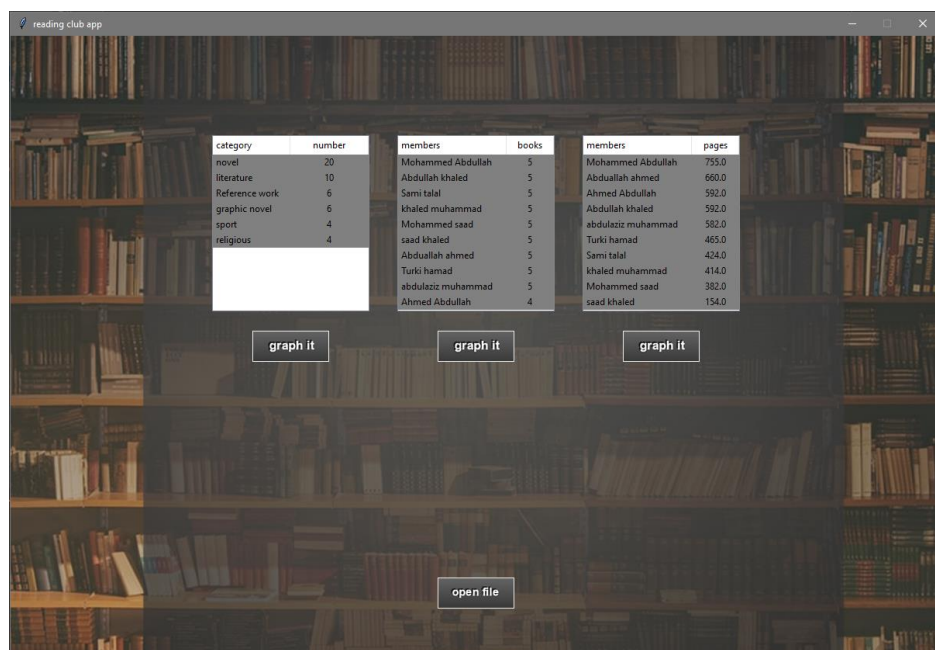 reading club app
category number
novel 20
literature 10
Reference work 6
graphic novel 6
sport 4
religious 4
members books
Mohammed Abdullah 5
Abdullah khaled 5
Sami talal 5
khaled muhammad 5
Mohammed saad 5
saad khaled 5
Abduallah ahmed 5
Turki hamad 5
abdulaziz muhammad 5
Ahmed Abdullah 4
members pages
Mohammed Abdullah 755.0
Abduallah ahmed 660.0
Ahmed Abdullah 592.0
Abdullah khaled 592.0
abdulaziz muhammad 582.0
Turki hamad 465.0
Sami talal 424.0
khaled muhammad 414.0
Mohammed saad 382.0
saad khaled 154.0
graph it
graph it
graph it
open file